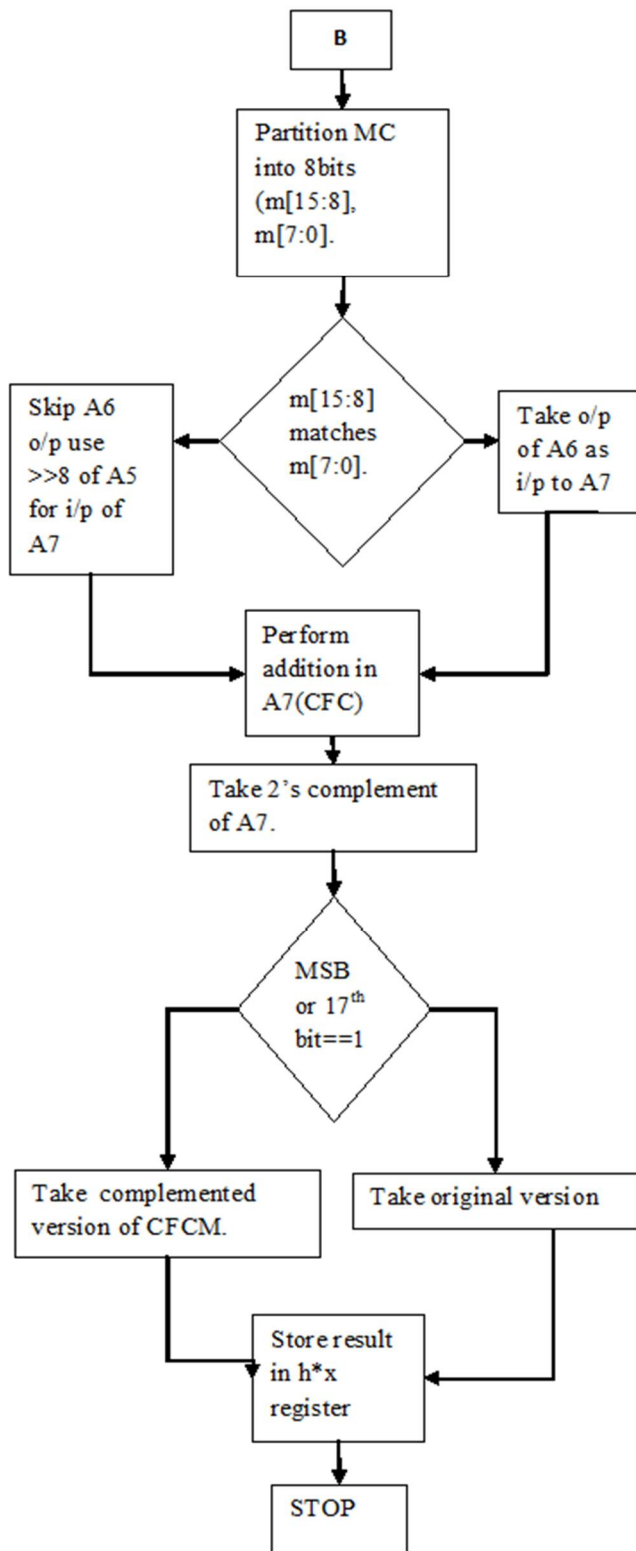 B
Partition MC
into 8bits
(m[15:8],
m[7:0].
m[15:8]
matches
m[7:0].
Skip A6
o/p use
>>8 of A5
for i/p of
A7
Take o/p
of A6 as
i/p to A7
Perform
addition in
A7(CFC)
Take 2’s complement
of A7.
MSB
or 17th
bit==1
Take complemented
version of CFCM.
Take original version
Store result
in h*x
register
STOP